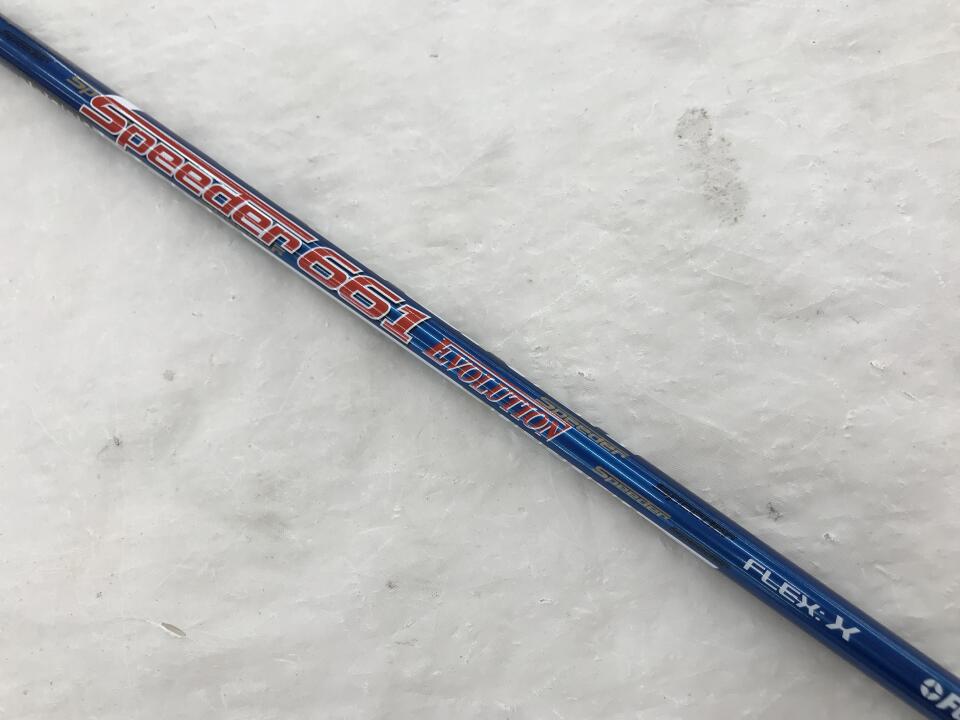 Speeder 661 EVOLUTION
Speeder
Speeder
FLEX: X